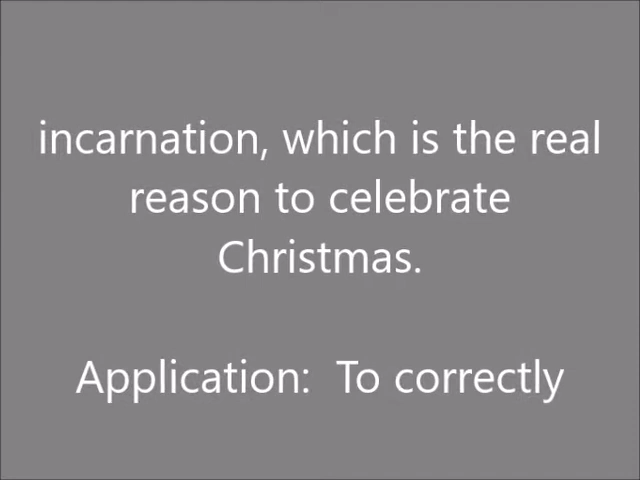 incarnation, which is the real
reason to celebrate
Christmas.
Application:  To correctly